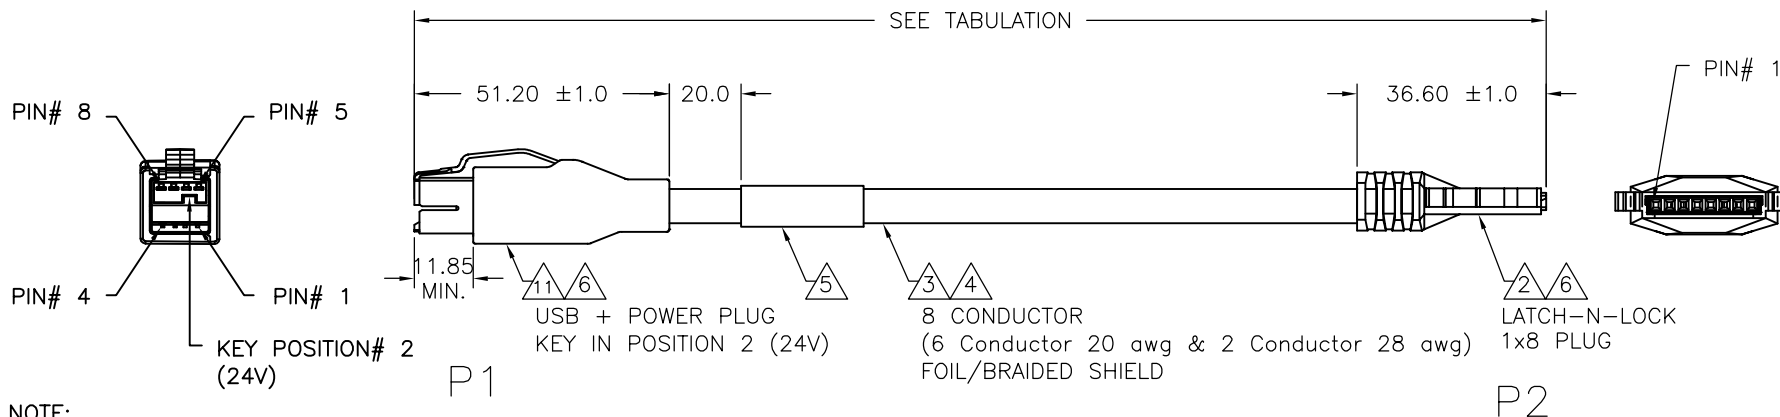 SEE TABULATION
PIN# 1
51.20 ±1.0
20.0
36.60 ±1.0
PIN# 8
PIN# 5
PIN# 4
PIN# 1
KEY POSITION# 2
(24V)
11.85
MIN.
11
6
USB + POWER PLUG
KEY IN POSITION 2 (24V)
5
3
4
8 CONDUCTOR
(6 Conductor 20 awg & 2 Conductor 28 awg)
FOIL/BRAIDED SHIELD
2
6
LATCH-N-LOCK
1x8 PLUG
P1
P2
NOTE: